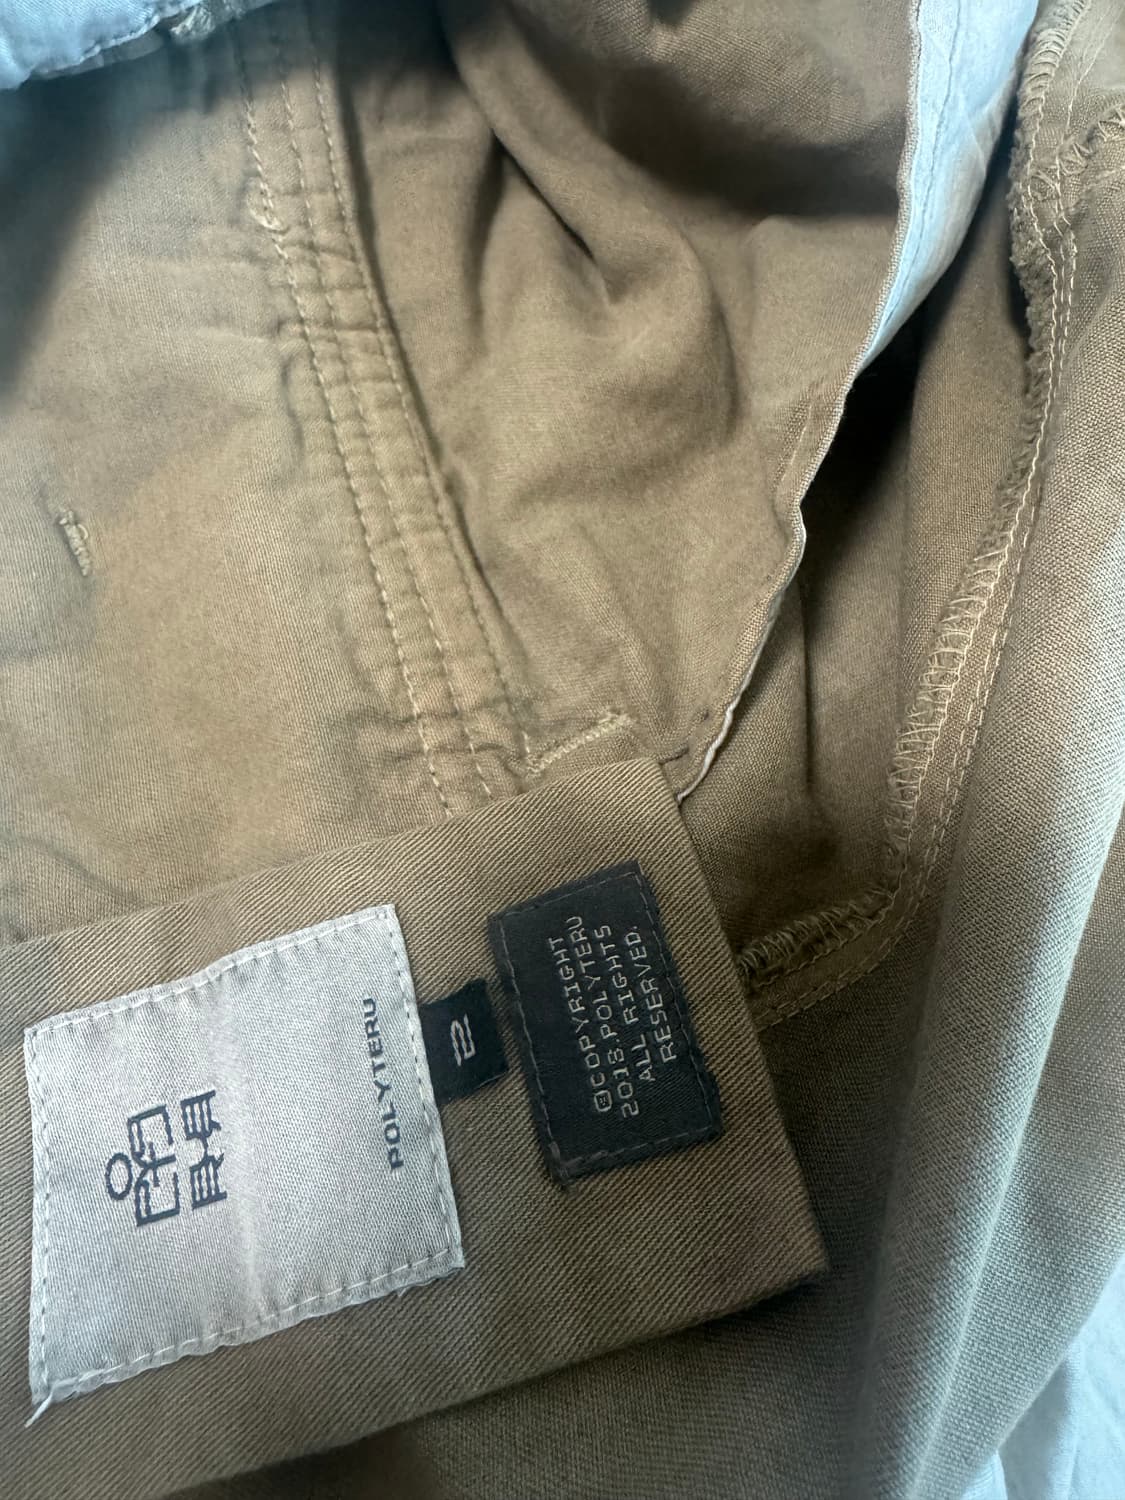 POLYTERU
2
©COPYRIGHT
2018.POLYTERU
ALL RIGHTS
RESERVED.